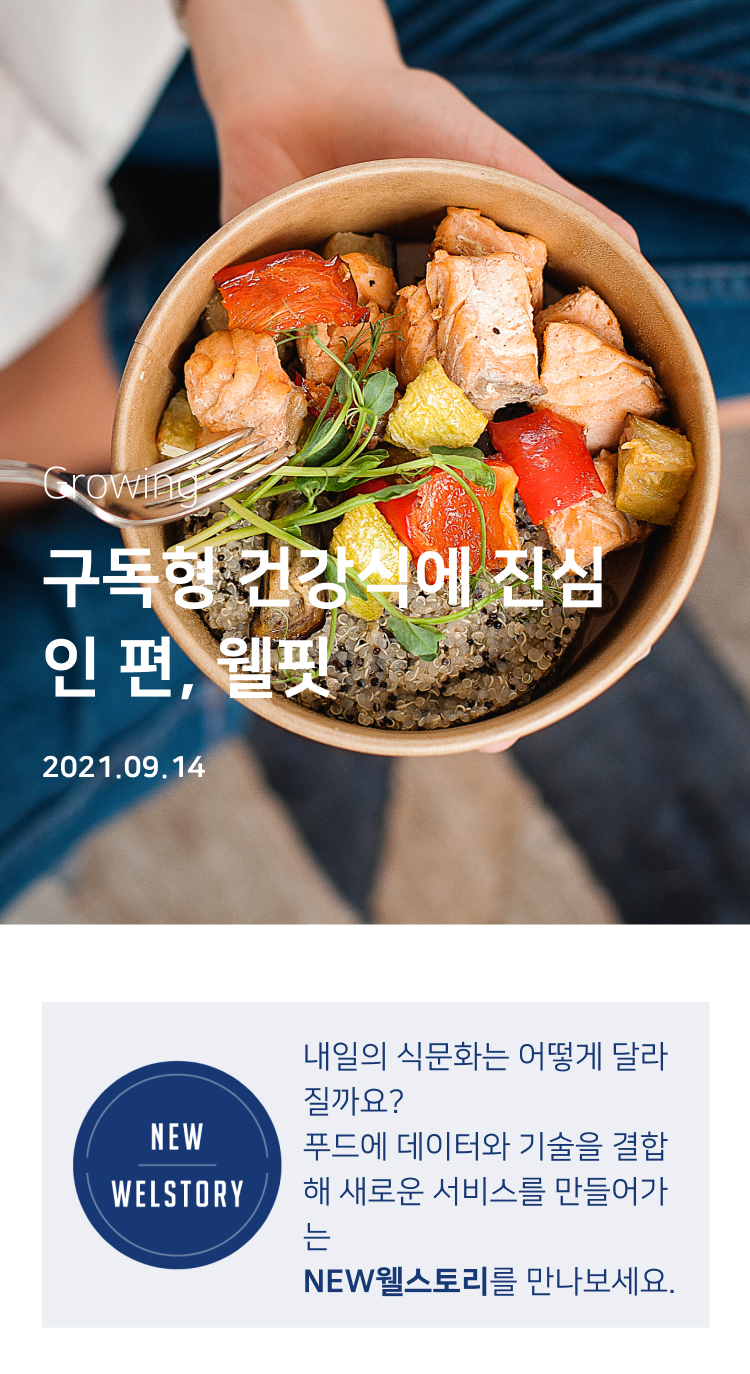 Growing
구독형 건강식에 진심
인 편, 웰핏
2021.09.14
NEW
WELSTORY
내일의 식문화는 어떻게 달라
질까요?
푸드에 데이터와 기술을 결합
해 새로운 서비스를 만들어가
는
NEW웰스토리를 만나보세요.